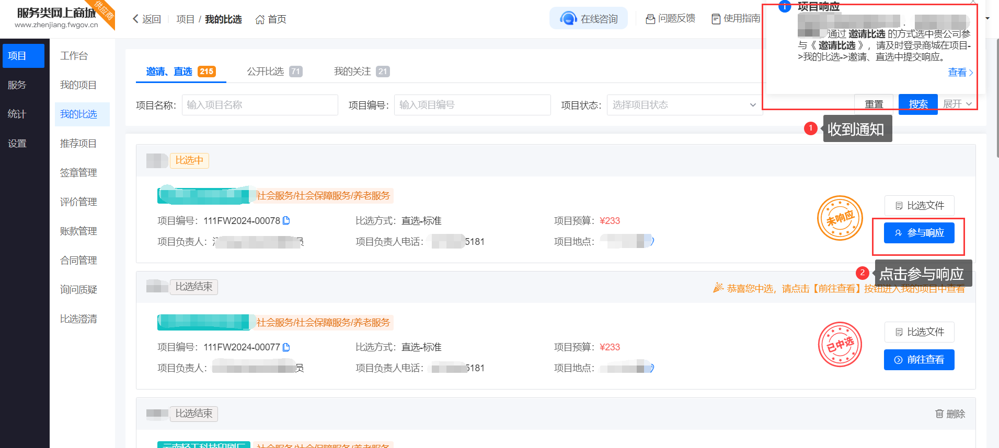 服务类网上商城
www.zhenjiang.fwgov.cn
供应商
返回
项目 / 我的比选
首页
在线咨询
问题反馈
使用指南
项目响应
通过 邀请比选 的方式选中贵公司参
与《 邀请比选 》，请及时登录商城在项目-
>我的比选->邀请、直选中提交响应。
查看
项目
服务
统计
设置
工作台
我的项目
我的比选
推荐项目
签章管理
评价管理
账款管理
合同管理
询问质疑
比选澄清
邀请、直选 215
公开比选 71
我的关注 21
项目名称： 输入项目名称
项目编号： 输入项目编号
项目状态： 选择项目状态
重置
搜索
展开
1 收到通知
比选中
社会服务/社会保障服务/养老服务
项目编号：111FW2024-00078
比选方式：直选-标准
项目预算：¥233
项目负责人：
员
项目负责人电话：
5181
项目地点：
未响应
比选文件
参与响应
2 点击参与响应
比选结束
恭喜您中选，请点击【前往查看】按钮进入我的项目中查看
社会服务/社会保障服务/养老服务
项目编号：111FW2024-00077
比选方式：直选-标准
项目预算：¥233
项目负责人：
员
项目负责人电话：
5181
项目地点：
已中选
比选文件
前往查看
比选结束
删除
社会服务/社会保障服务/养老服务